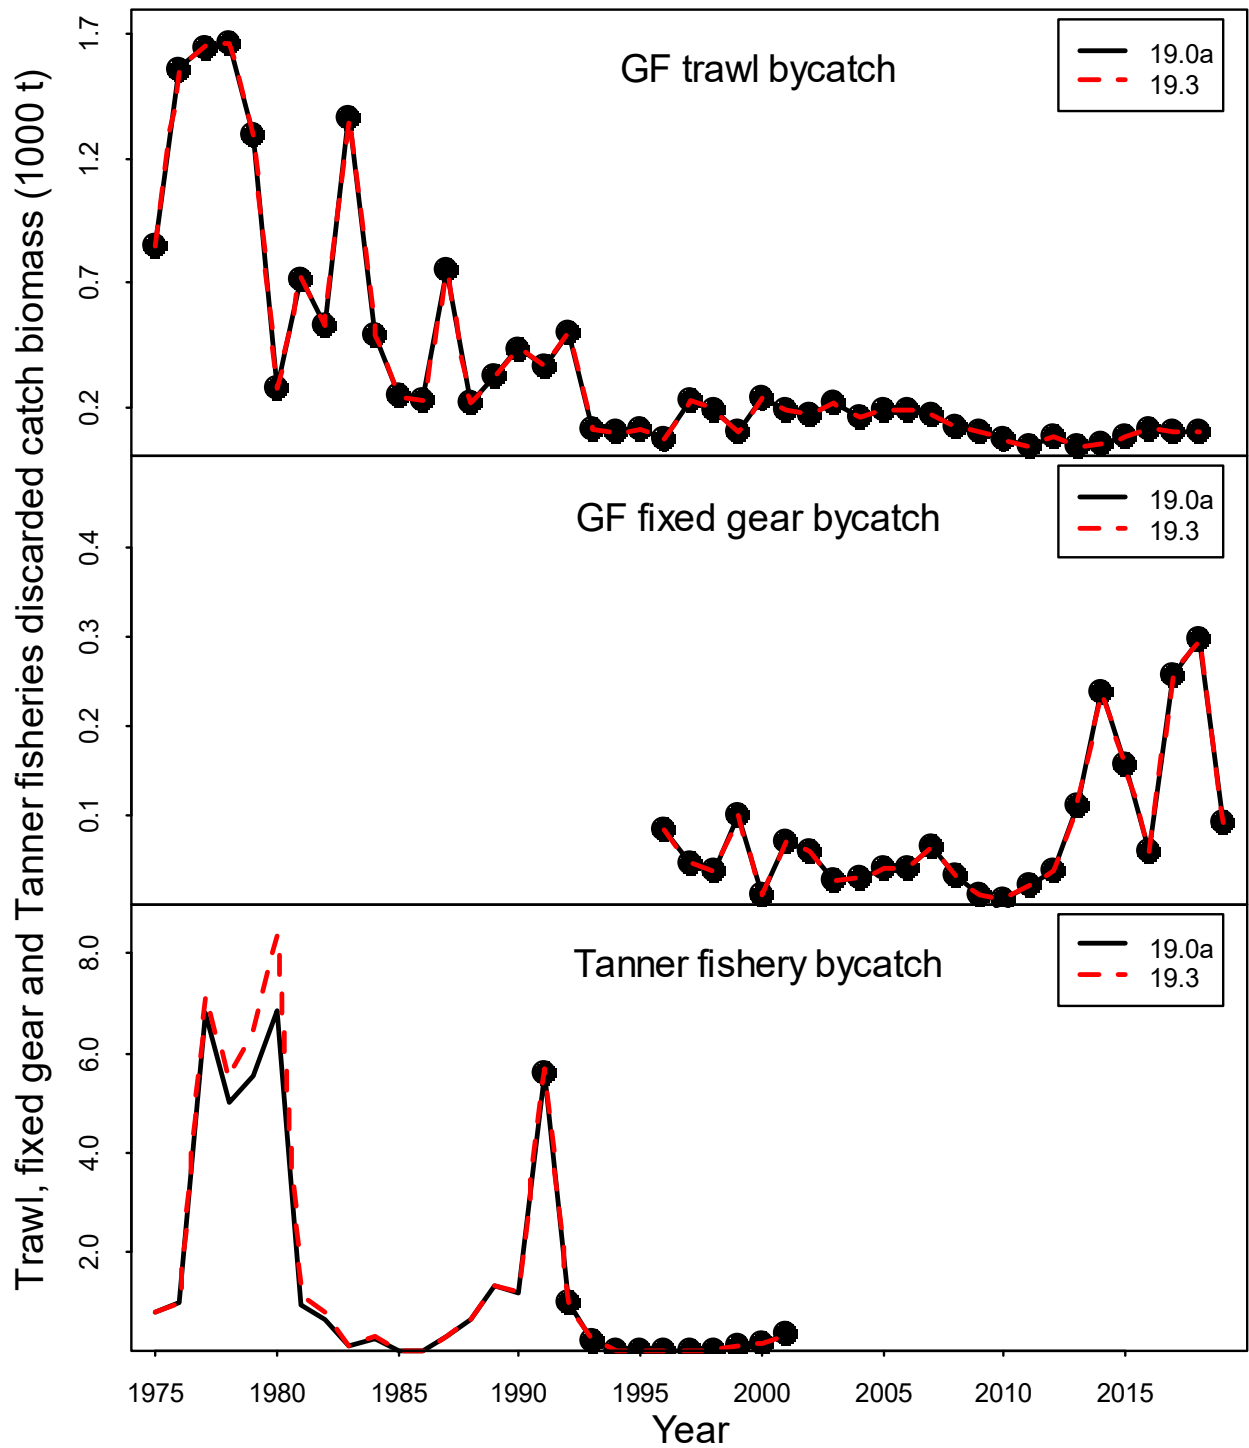 Trawl, fixed gear and Tanner fisheries discarded catch biomass (1000 t)
GF trawl bycatch
19.0a
19.3
1.7
1.2
0.7
0.2
GF fixed gear bycatch
19.0a
19.3
0.4
0.3
0.2
0.1
Tanner fishery bycatch
19.0a
19.3
8.0
6.0
4.0
2.0
1975 1980 1985 1990 1995 2000 2005 2010 2015
Year